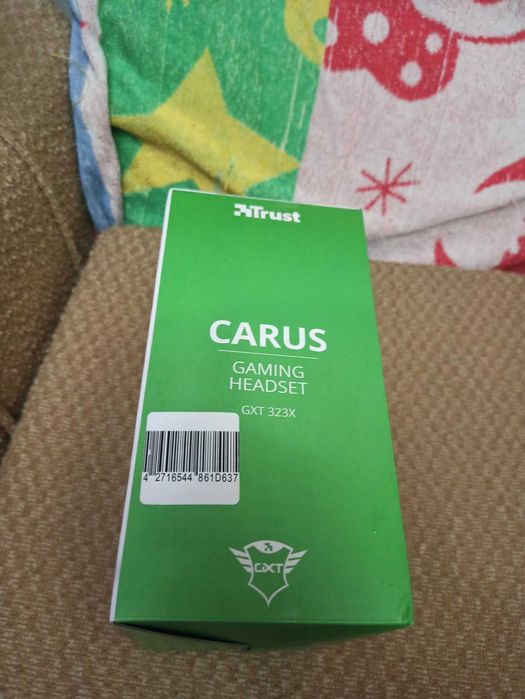 Trust
CARUS
GAMING
HEADSET
GXT 323X
4 2716544 861D637
GXT